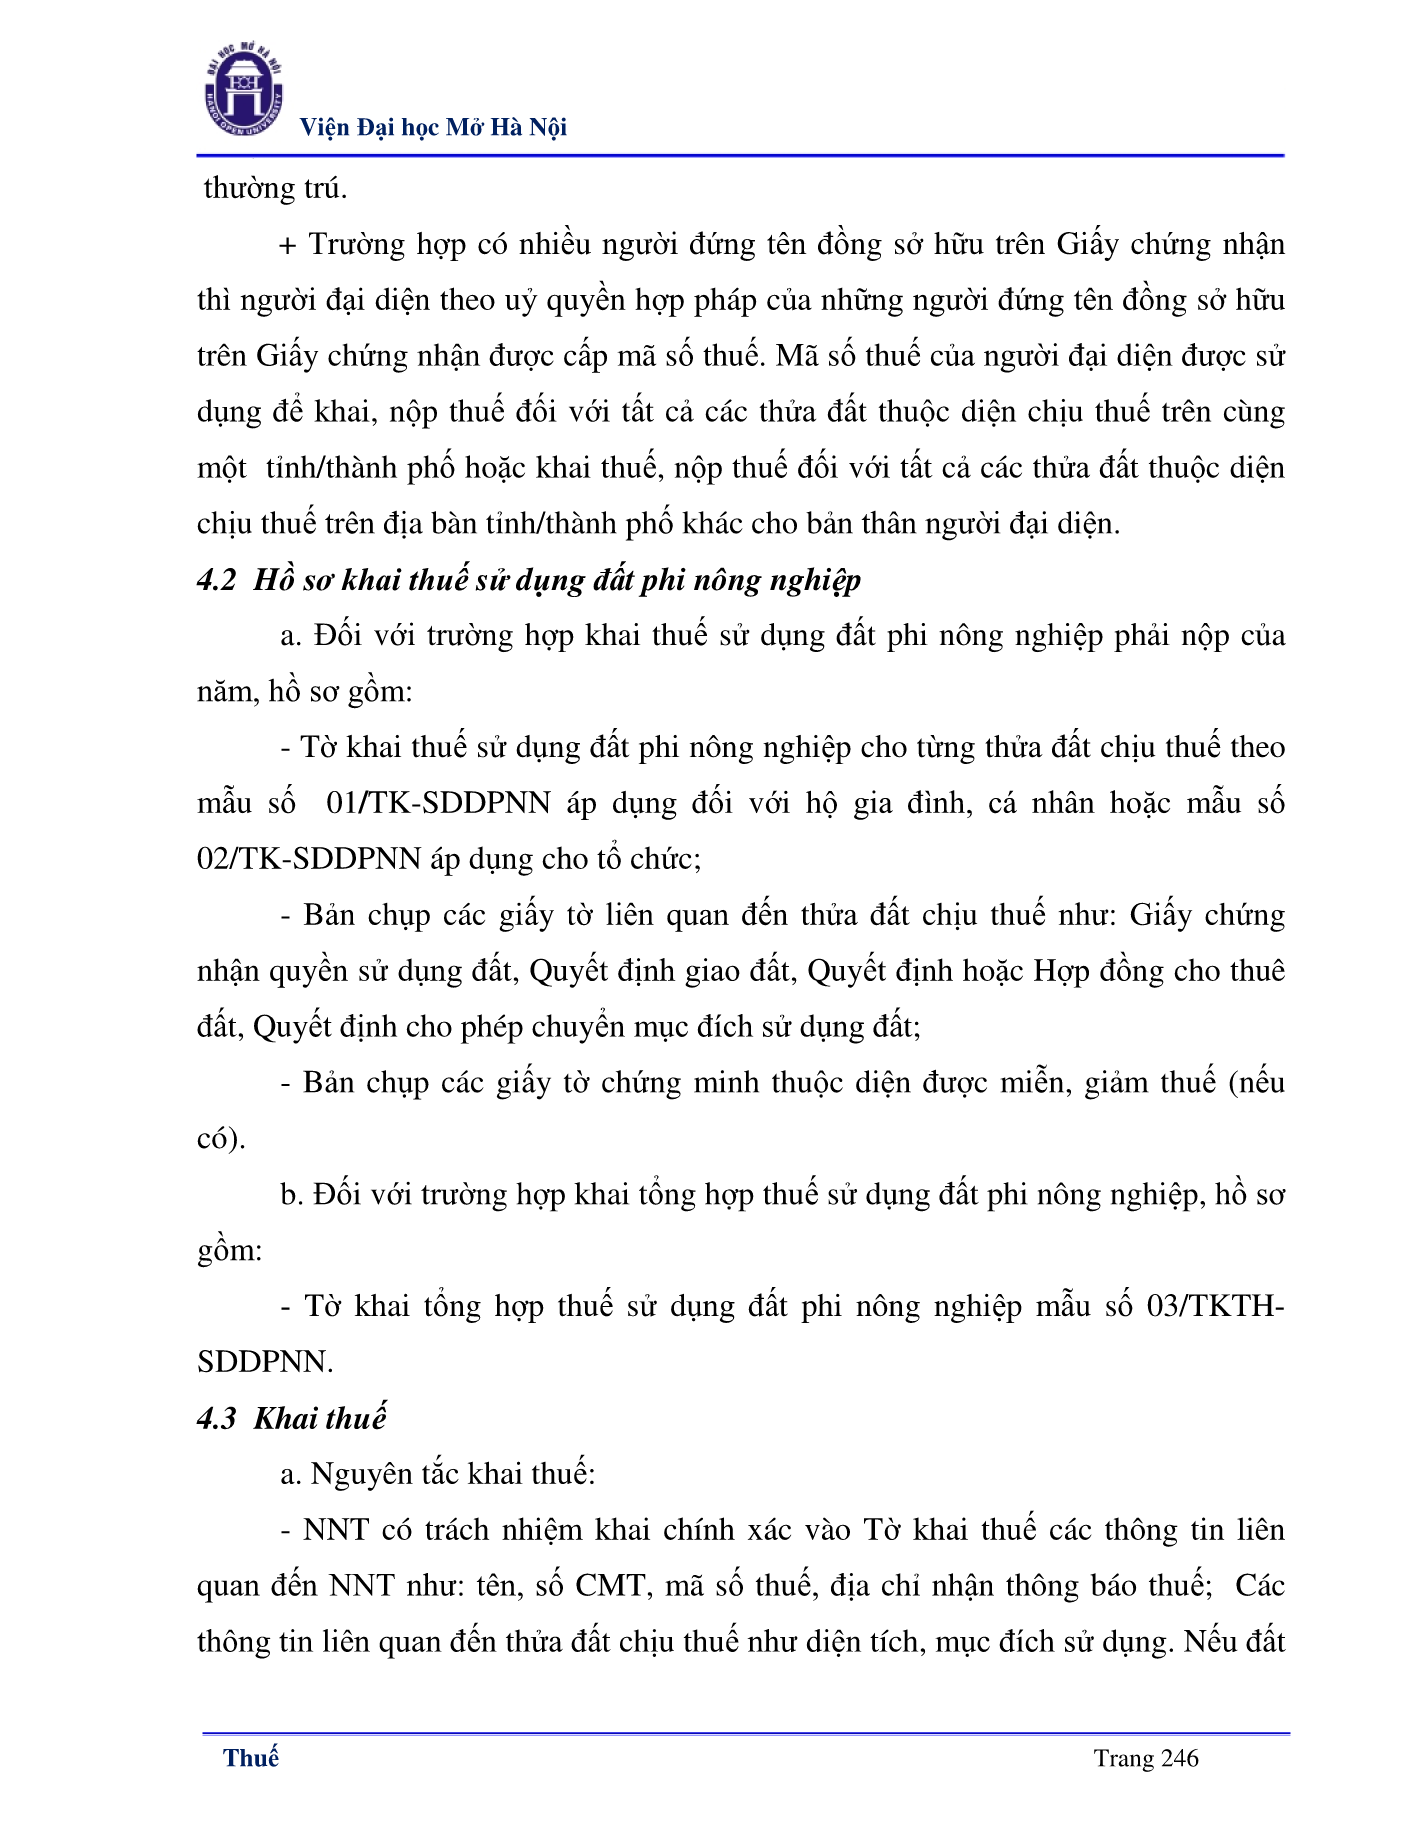 ĐẠI HỌC MỞ HÀ NỘI
HANOI OPEN UNIVERSITY
Viện Đại học Mở Hà Nội
thường trú.
+ Trường hợp có nhiều người đứng tên đồng sở hữu trên Giấy chứng nhận
thì người đại diện theo uỷ quyền hợp pháp của những người đứng tên đồng sở hữu
trên Giấy chứng nhận được cấp mã số thuế. Mã số thuế của người đại diện được sử
dụng để khai, nộp thuế đối với tất cả các thửa đất thuộc diện chịu thuế trên cùng
một  tỉnh/thành phố hoặc khai thuế, nộp thuế đối với tất cả các thửa đất thuộc diện
chịu thuế trên địa bàn tỉnh/thành phố khác cho bản thân người đại diện.
4.2  Hồ sơ khai thuế sử dụng đất phi nông nghiệp
a. Đối với trường hợp khai thuế sử dụng đất phi nông nghiệp phải nộp của
năm, hồ sơ gồm:
- Tờ khai thuế sử dụng đất phi nông nghiệp cho từng thửa đất chịu thuế theo
mẫu số  01/TK-SDDPNN áp dụng đối với hộ gia đình, cá nhân hoặc mẫu số
02/TK-SDDPNN áp dụng cho tổ chức;
- Bản chụp các giấy tờ liên quan đến thửa đất chịu thuế như: Giấy chứng
nhận quyền sử dụng đất, Quyết định giao đất, Quyết định hoặc Hợp đồng cho thuê
đất, Quyết định cho phép chuyển mục đích sử dụng đất;
- Bản chụp các giấy tờ chứng minh thuộc diện được miễn, giảm thuế (nếu
có).
b. Đối với trường hợp khai tổng hợp thuế sử dụng đất phi nông nghiệp, hồ sơ
gồm:
- Tờ khai tổng hợp thuế sử dụng đất phi nông nghiệp mẫu số 03/TKTH-
SDDPNN.
4.3  Khai thuế
a. Nguyên tắc khai thuế:
- NNT có trách nhiệm khai chính xác vào Tờ khai thuế các thông tin liên
quan đến NNT như: tên, số CMT, mã số thuế, địa chỉ nhận thông báo thuế;  Các
thông tin liên quan đến thửa đất chịu thuế như diện tích, mục đích sử dụng. Nếu đất
Thuế
Trang 246